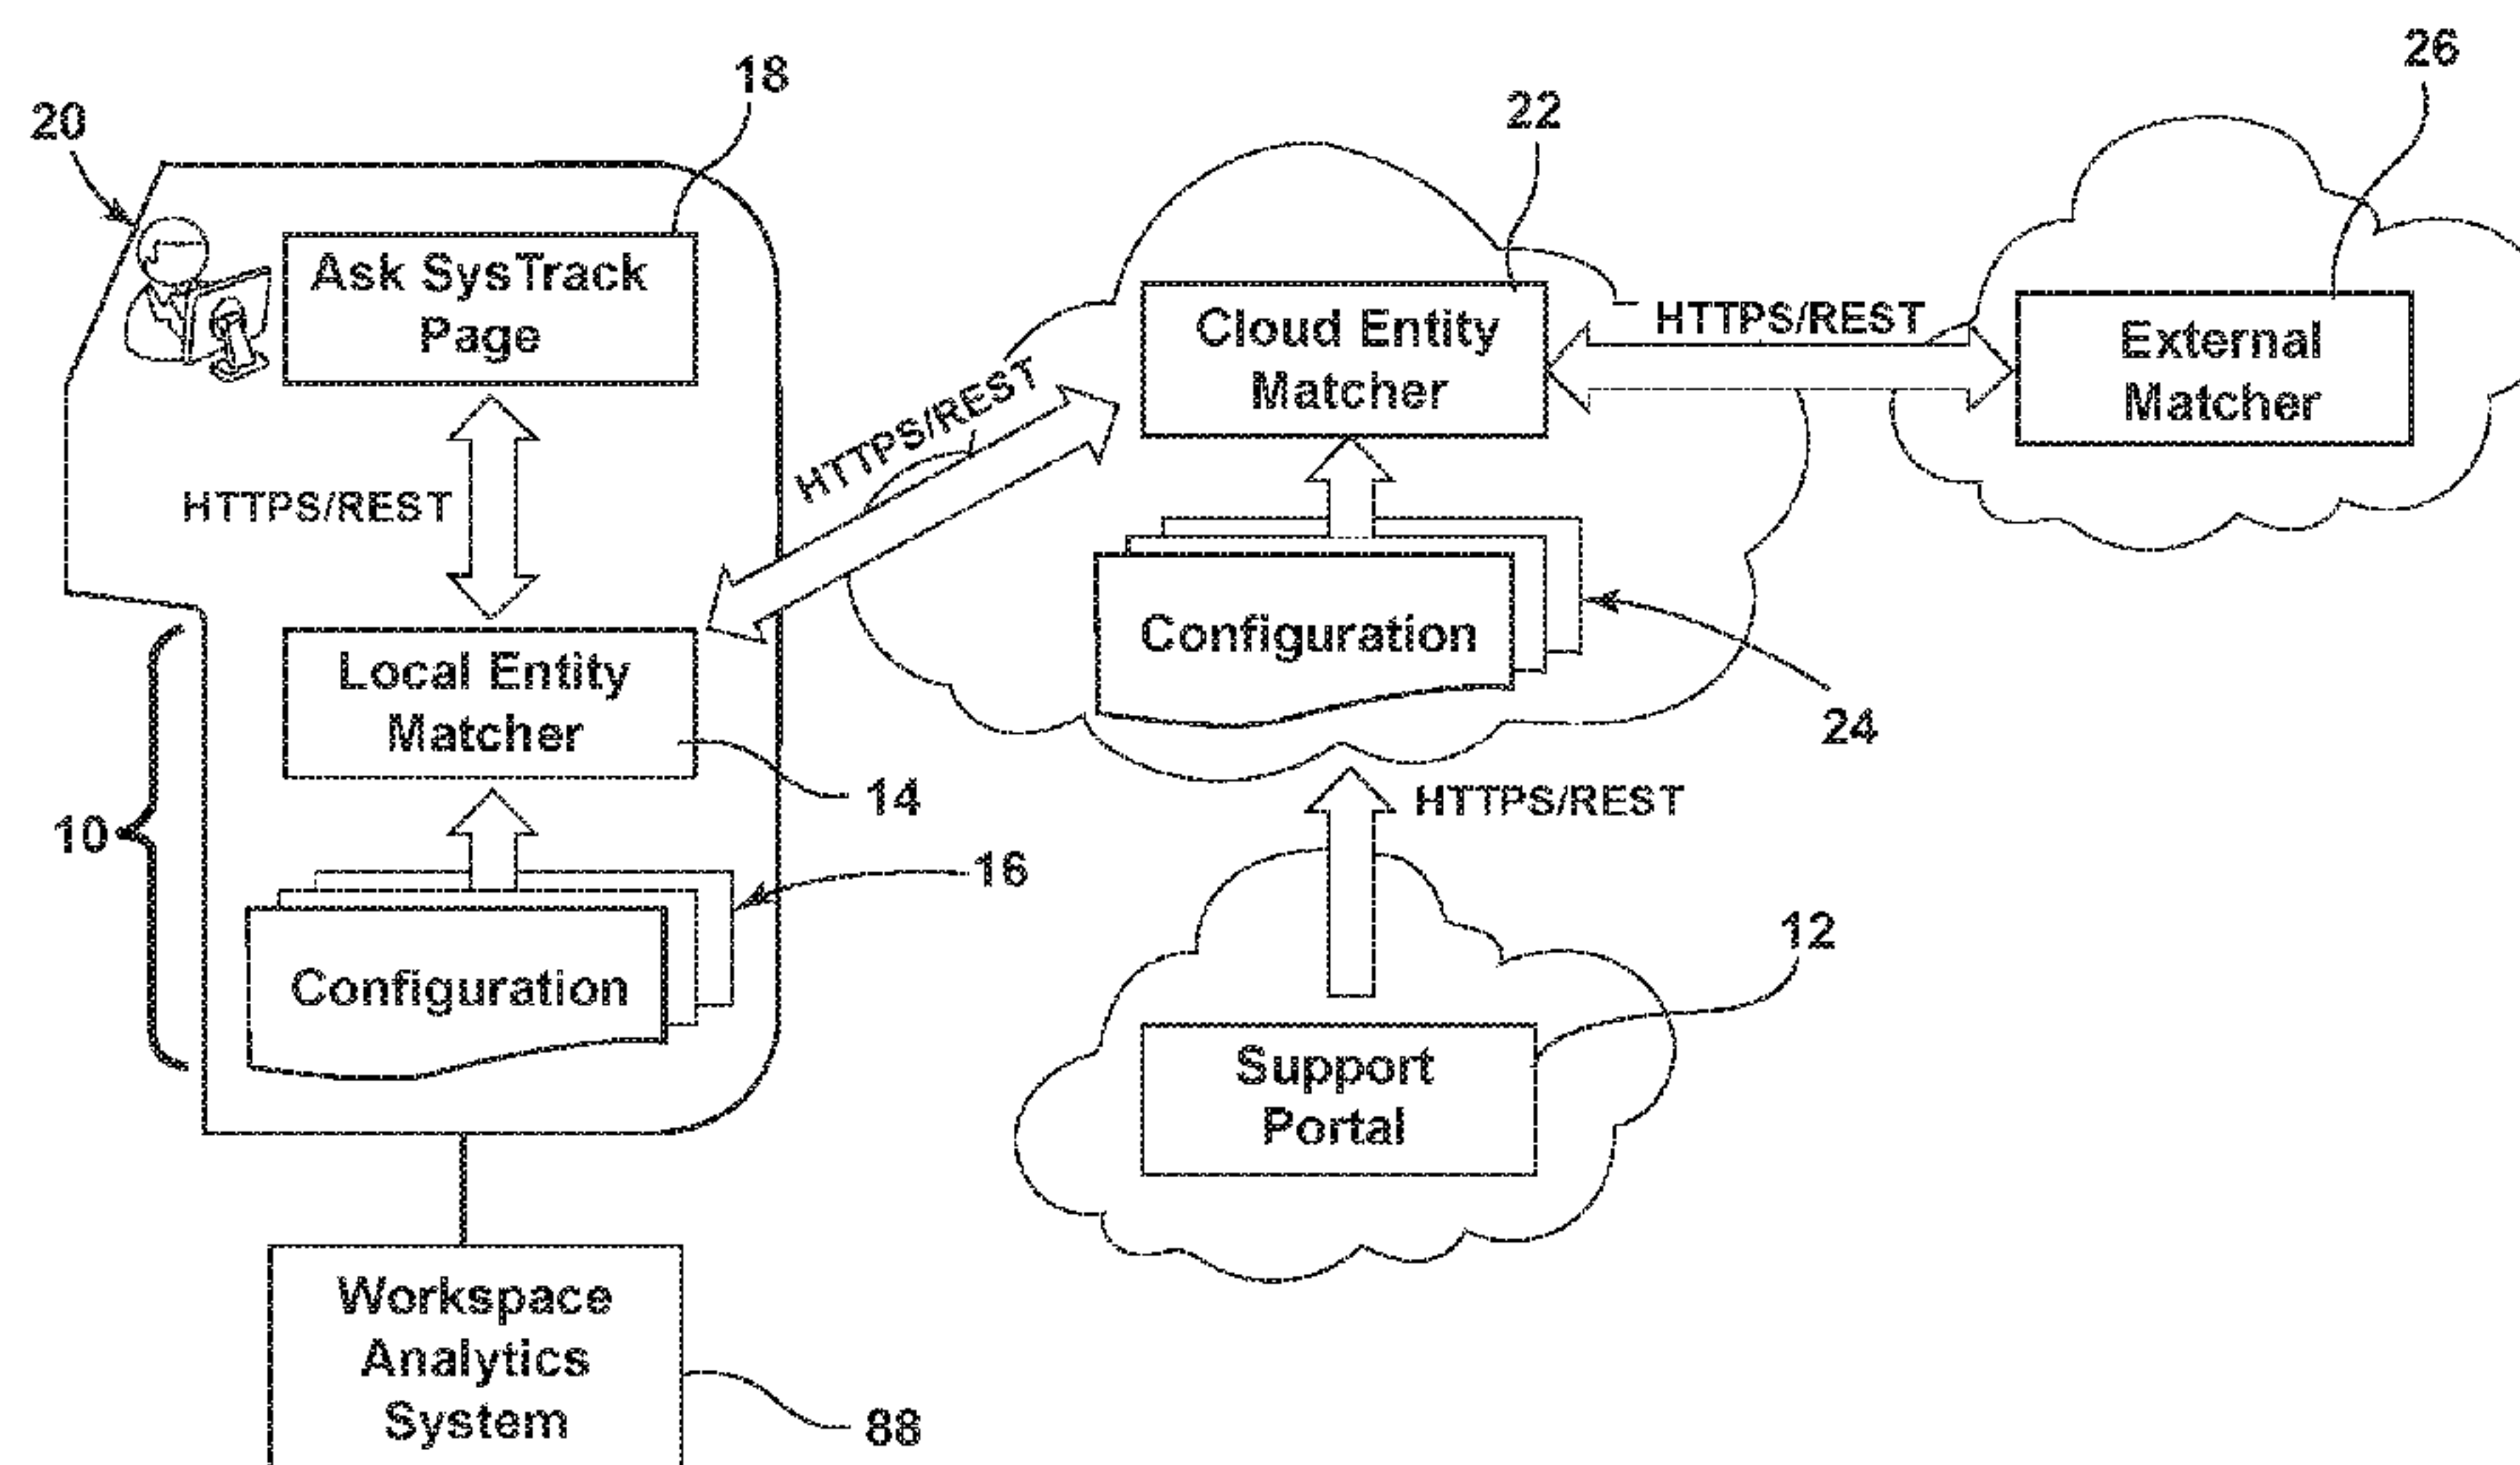 26
18
22
20
Ask SysTrack
Page
Cloud Entity
Matcher
HTTPS/REST
External
Matcher
HTTPS/REST
HTTPS/REST
Configuration
Local Entity
Matcher
24
14
HTTPS/REST
10
16
12
Configuration
Support
Portal
Workspace
Analytics
System
88